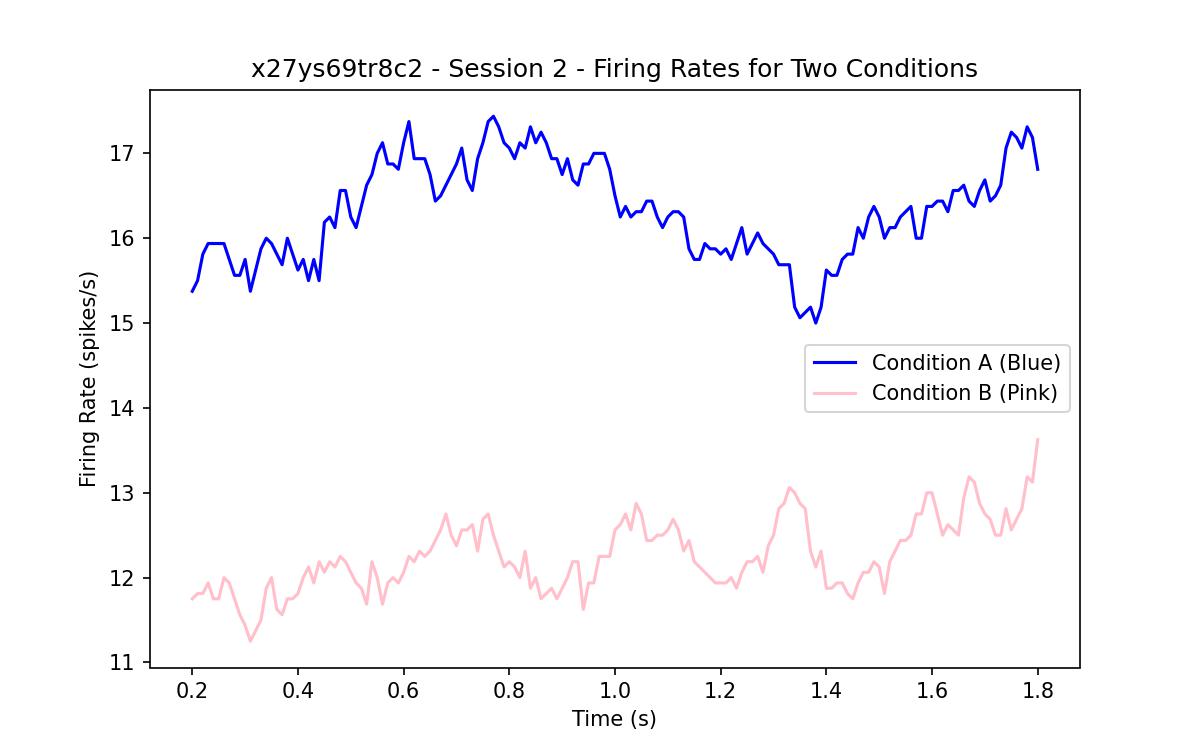 x27ys69tr8c2 - Session 2 - Firing Rates for Two Conditions
Firing Rate (spikes/s)
17
16
15
14
13
12
11
Condition A (Blue)
Condition B (Pink)
0.2 0.4 0.6 0.8 1.0 1.2 1.4 1.6 1.8
Time (s)